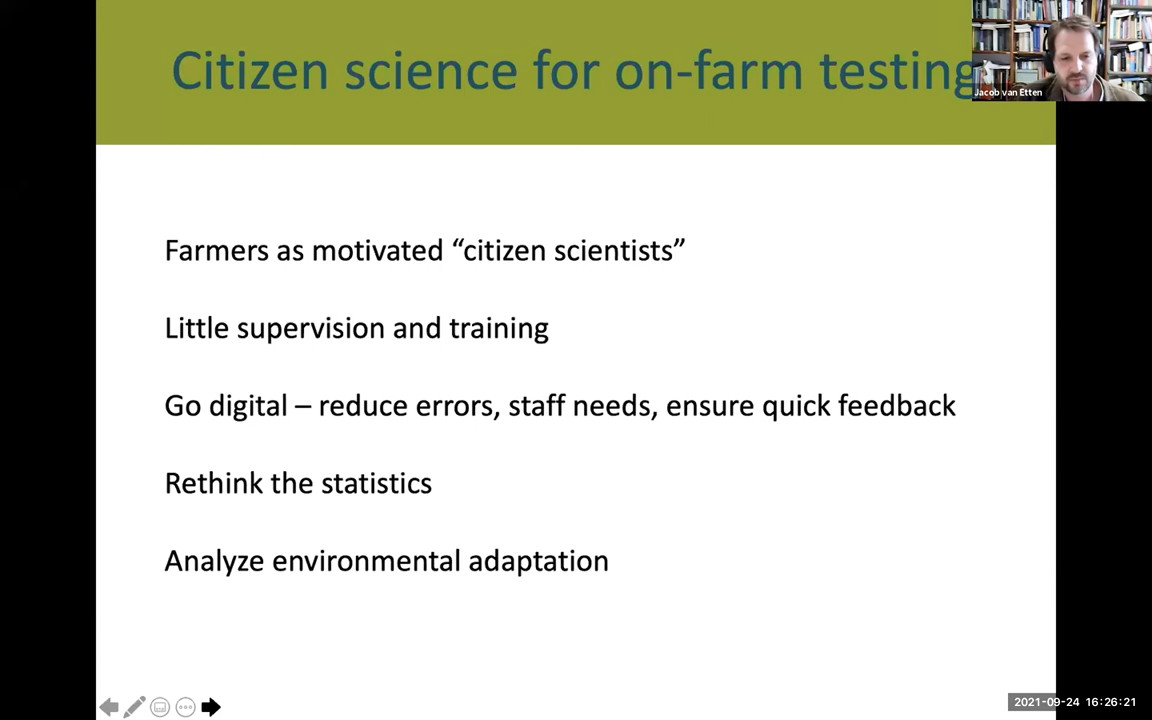 Citizen science for on-farm testing
Jacob van Etten
Farmers as motivated “citizen scientists”
Little supervision and training
Go digital – reduce errors, staff needs, ensure quick feedback
Rethink the statistics
Analyze environmental adaptation
2021-09-24 16:26:21